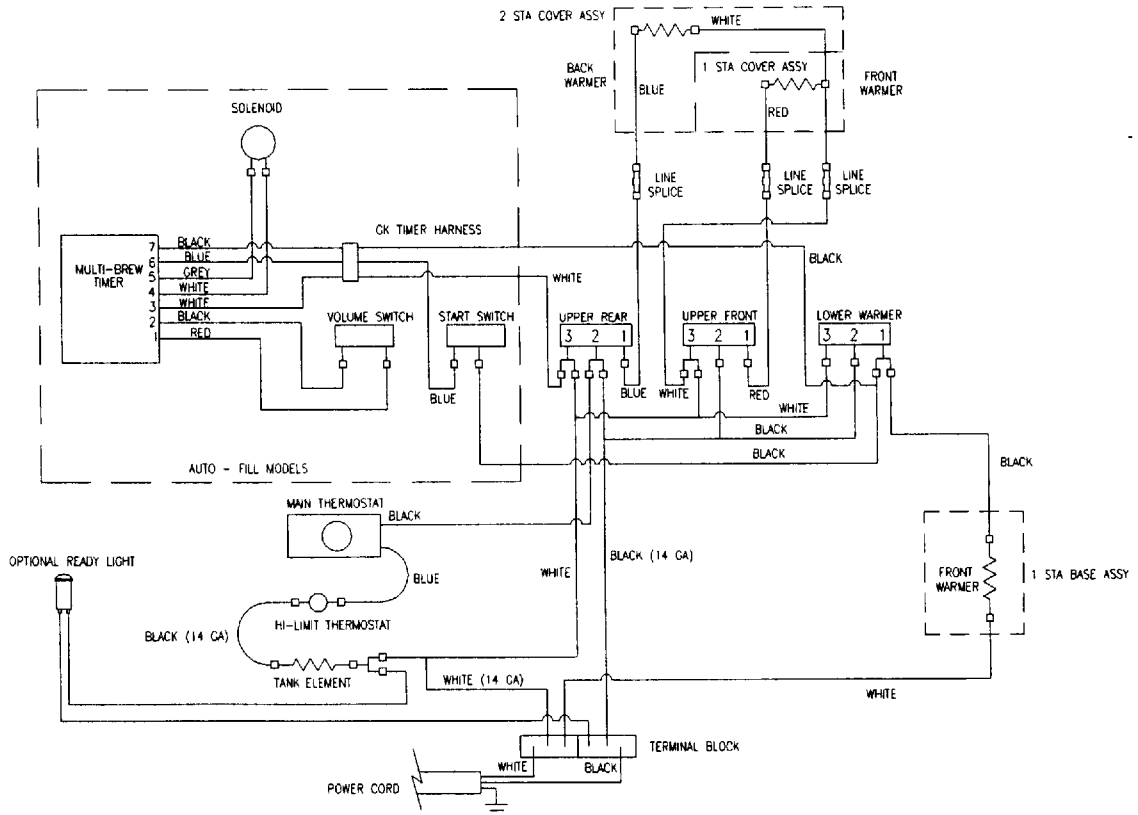 2 STA COVER ASSY
WHITE
BACK
WARMER
1 STA COVER ASSY
FRONT
WARMER
BLUE
RED
SOLENOID
LINE
SPLICE
LINE
SPLICE
LINE
SPLICE
GK TIMER HARNESS
MULTI-BREW
TIMER
7 BLACK
6 BLUE
5 GREY
4 WHITE
3 WHITE
2 BLACK
1 RED
BLACK
WHITE
VOLUME SWITCH
START SWITCH
UPPER REAR
3 2 1
UPPER FRONT
3 2 1
LOWER WARMER
3 2 1
BLUE
BLUE
WHITE
RED
WHITE
BLACK
BLACK
BLACK
AUTO - FILL MODELS
MAIN THERMOSTAT
BLACK
BLUE
WHITE
BLACK (14 GA)
OPTIONAL READY LIGHT
FRONT
WARMER
1 STA BASE ASSY
HI-LIMIT THERMOSTAT
BLACK (14 GA)
TANK ELEMENT
WHITE (14 GA)
WHITE
TERMINAL BLOCK
WHITE
BLACK
POWER CORD